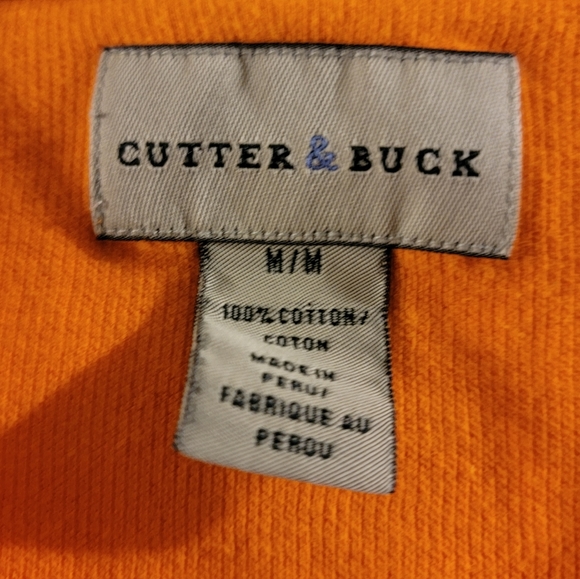 CUTTER & BUCK
M/M
100% COTTON/
COTON
MADE IN
PERU/
FABRIQUE AU
PEROU